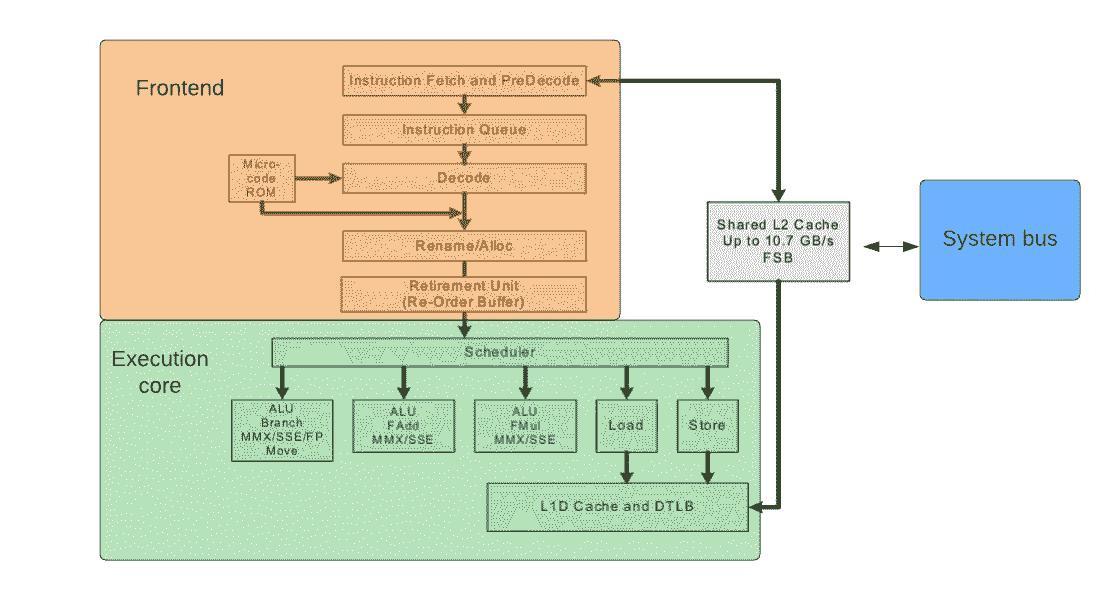 Frontend
Instruction Fetch and PreDecode
Instruction Queue
Micro-
code
ROM
Decode
Rename/Alloc
Retirement Unit
(Re-Order Buffer)
Shared L2 Cache
Up to 10.7 GB/s
FSB
System bus
Execution
core
Scheduler
ALU
Branch
MMX/SSE/FP
Move
ALU
FAdd
MMX/SSE
ALU
FMul
MMX/SSE
Load
Store
L1D Cache and DTLB